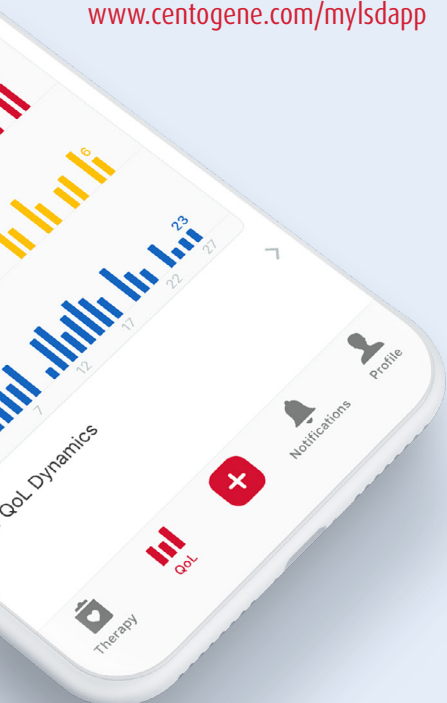 www.centogene.com/mylsdapp
6
23
7 12 17 22 27
QoL Dynamics
Therapy
QoL
Notifications
Profile